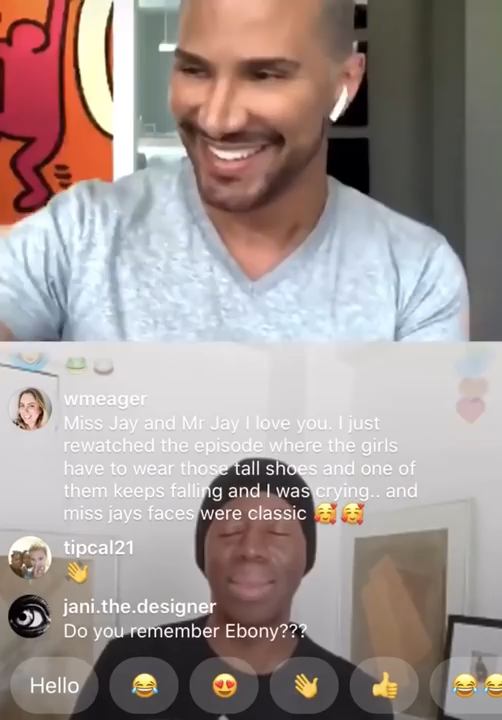 wmeager
Miss Jay and Mr Jay I love you. I just
rewatched the episode where the girls
have to wear those tall shoes and one of
them keeps falling and I was crying.. and
miss jays faces were classic 🥰🥰
tipcal21
👋
jani.the.designer
Do you remember Ebony???
Hello 😂 😍 👋 👍 😂😂